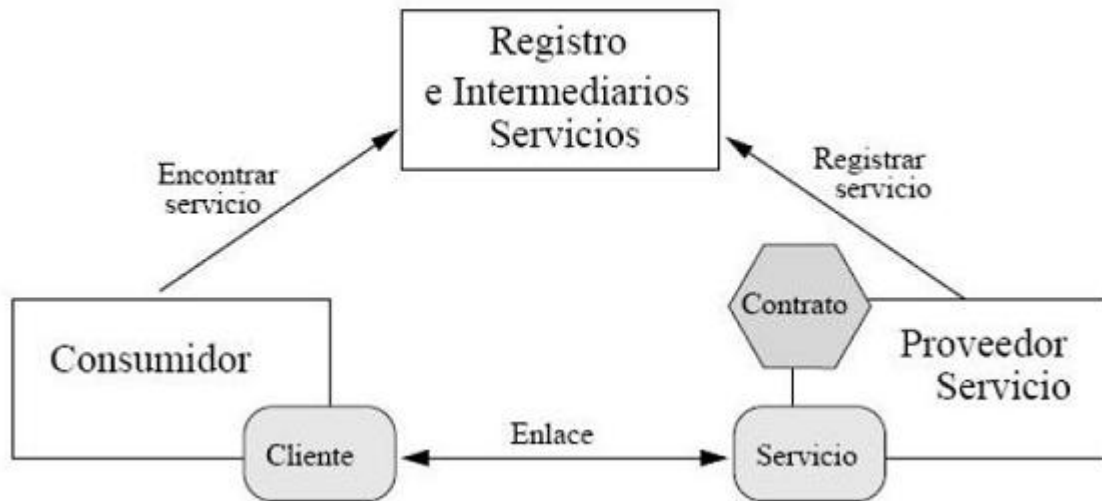 Registro
e Intermediarios
Servicios
Encontrar
servicio
Registrar
servicio
Contrato
Consumidor
Proveedor
Servicio
Cliente
Enlace
Servicio